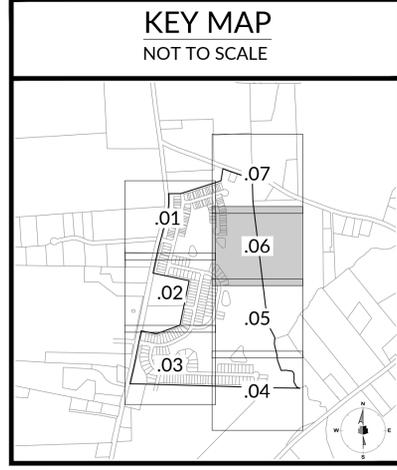 KEY MAP
NOT TO SCALE
.07
.01
.06
.02
.05
.03
.04
N
W E
S